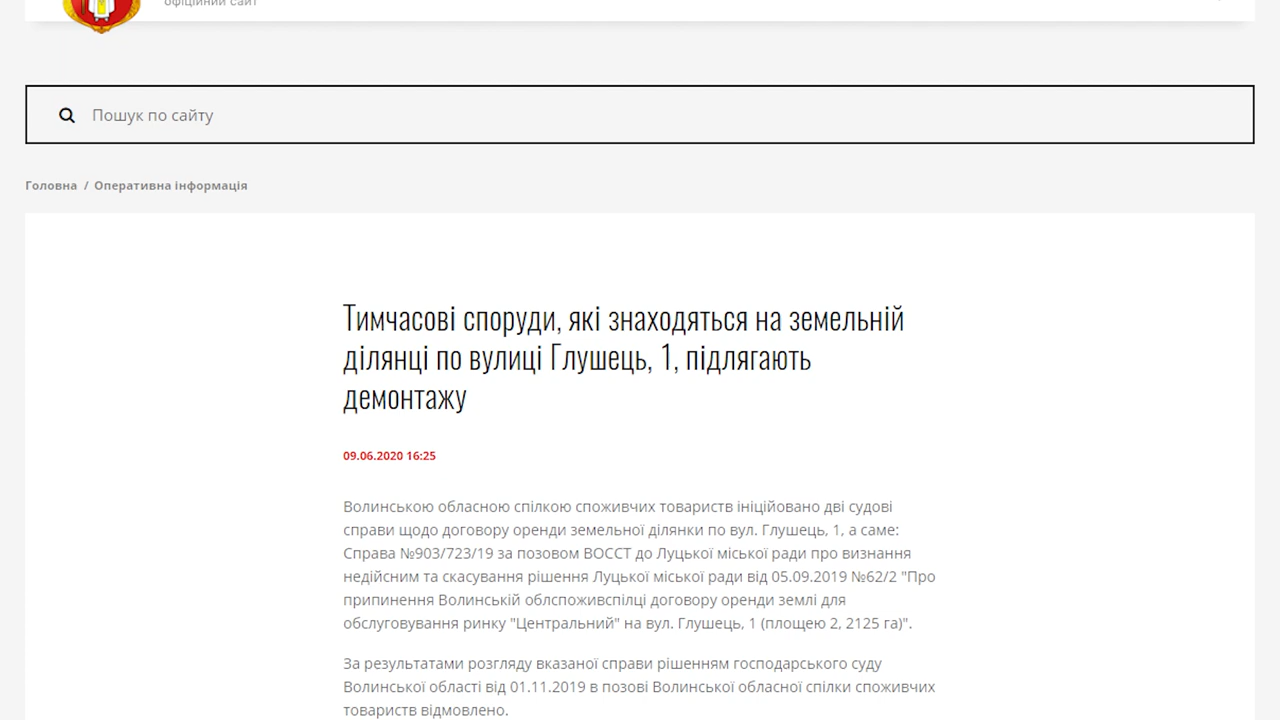 офіційний сайт
Пошук по сайту
Головна / Оперативна інформація
Тимчасові споруди, які знаходяться на земельній
ділянці по вулиці Глушець, 1, підлягають
демонтажу
09.06.2020 16:25
Волинською обласною спілкою споживчих товариств ініційовано дві судові
справи щодо договору оренди земельної ділянки по вул. Глушець, 1, а саме:
Справа №903/723/19 за позовом ВОССТ до Луцької міської ради про визнання
недійсним та скасування рішення Луцької міської ради від 05.09.2019 №62/2 "Про
припинення Волинській облспоживспілці договору оренди землі для
обслуговування ринку "Центральний" на вул. Глушець, 1 (площею 2, 2125 га)".
За результатами розгляду вказаної справи рішенням господарського суду
Волинської області від 01.11.2019 в позові Волинської обласної спілки споживчих
товариств відмовлено.